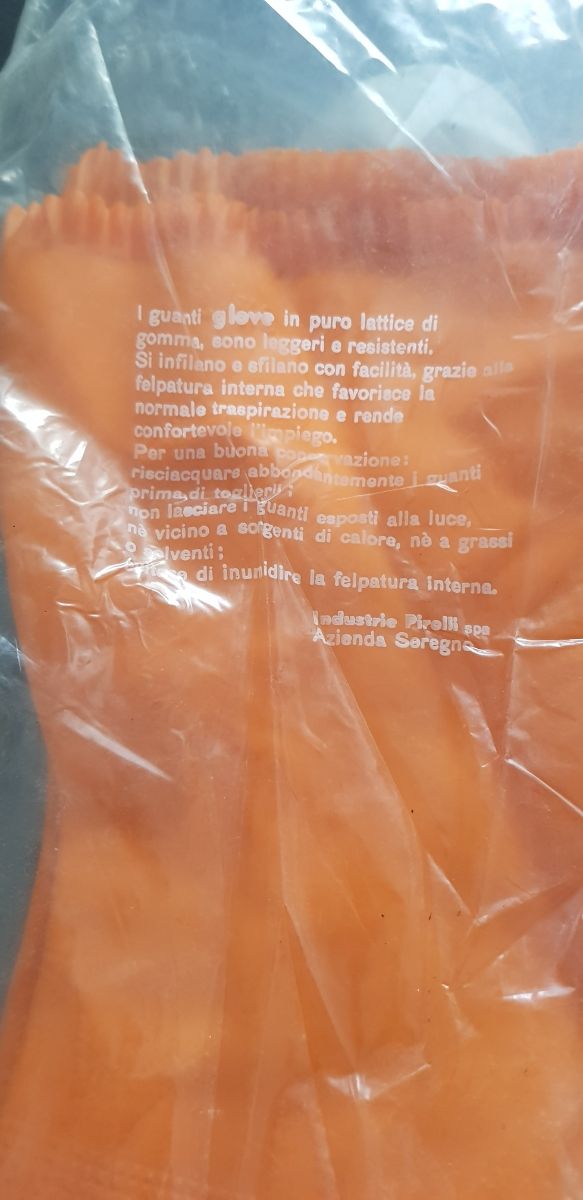 I guanti glove in puro lattice di
gomma, sono leggeri e resistenti.
Si infilano e sfilano con facilità, grazie alla
felpatura interna che favorisce la
normale traspirazione e rende
confortevole l'impiego.
Per una buona conservazione:
risciacquare abbondantemente i guanti
prima di toglierli;
non lasciare i guanti esposti alla luce,
nè vicino a sorgenti di calore, nè a grassi
o solventi;
di inumidire la felpatura interna.
Industrie Pirelli spa
Azienda Seregno